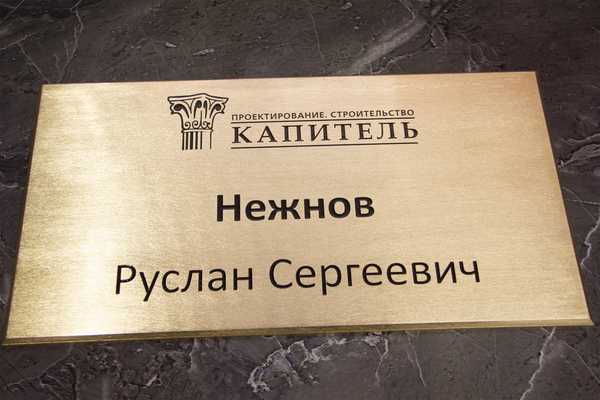 ПРОЕКТИРОВАНИЕ. СТРОИТЕЛЬСТВО
КАПИТЕЛЬ
Нежнов
Руслан Сергеевич